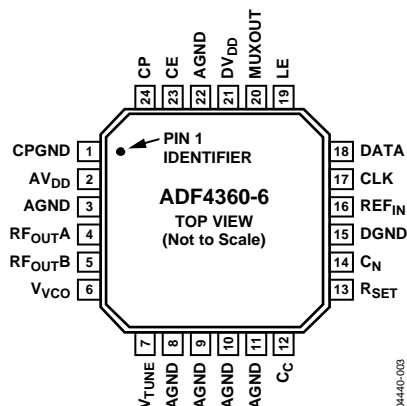 CP
CE
AGND
DVDD
MUXOUT
LE
24
23
22
21
20
19
CPGND 1
AVDD 2
AGND 3
RFOUTA 4
RFOUTB 5
VVCO 6
PIN 1
IDENTIFIER
ADF4360-6
TOP VIEW
(Not to Scale)
18 DATA
17 CLK
16 REFIN
15 DGND
14 CN
13 RSET
7
8
9
10
11
12
VTUNE
AGND
AGND
AGND
AGND
CC
04440-003